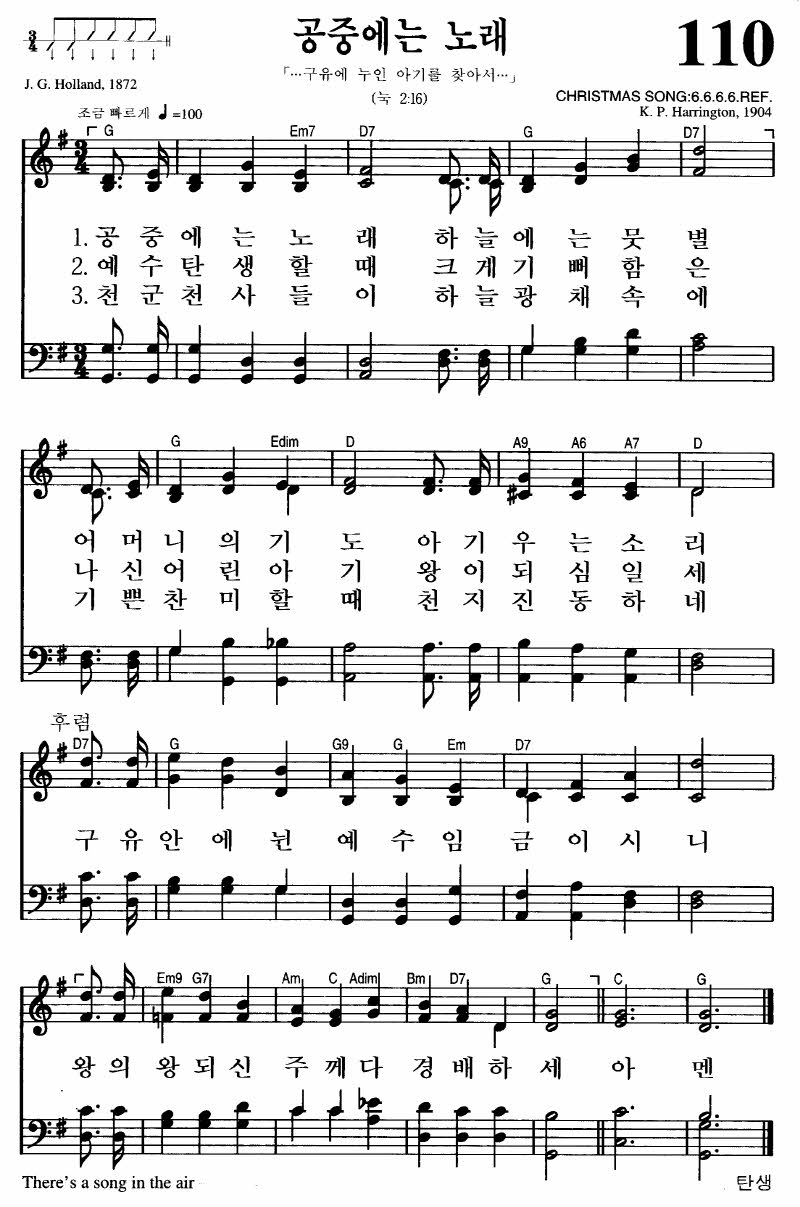 3/4
공중에는 노래
110
「…구유에 누인 아기를 찾아서…」
J. G. Holland, 1872
(눅 2:16)
CHRISTMAS SONG:6.6.6.6.REF.
K. P. Harrington, 1904
조금 빠르게 ♩=100
G Em7 D7 G D7
1. 공 중 에 는 노 래 하 늘 에 는 뭇 별
2. 예 수 탄 생 할 때 크 게 기 뻐 함 은
3. 천 군 천 사 들 이 하 늘 광 채 속 에
G Edim D A9 A6 A7 D
어 머 니 의 기 도 아 기 우 는 소 리
나 신 어 린 아 기 왕 이 되 심 일 세
기 쁜 찬 미 할 때 천 지 진 동 하 네
후렴
D7 G G9 G Em D7
구 유 안 에 뉜 예 수 임 금 이 시 니
Em9 G7 Am C Adim Bm D7 G C G
왕 의 왕 되 신 주 께 다 경 배 하 세 아 멘
There's a song in the air
탄생